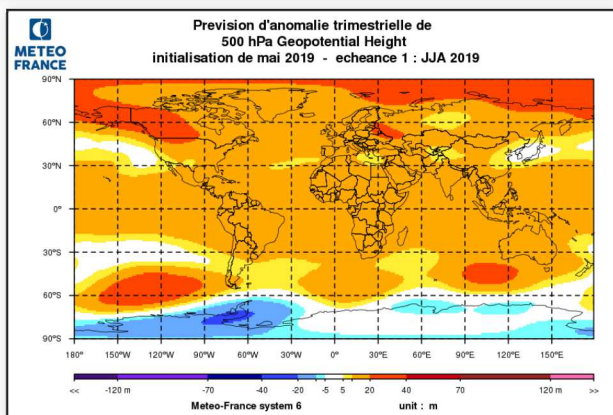 METEO
FRANCE
Prevision d'anomalie trimestrielle de
500 hPa Geopotential Height
initialisation de mai 2019 - echeance 1 : JJA 2019
90°N
60°N
30°N
0°
30°S
60°S
90°S
180° 150°W 120°W 90°W 60°W 30°W 0° 30°E 60°E 90°E 120°E 150°E
<< -120 m -70 -40 -20 -5 5 20 40 70 120 m >>
Meteo-France system 6 unit : m